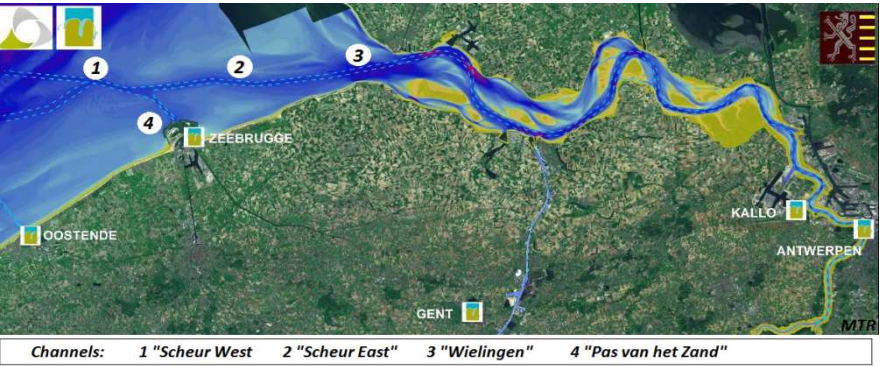 1
2
3
4
ZEEBRUGGE
OOSTENDE
KALLO
ANTWERPEN
GENT
MTR
Channels: 1 "Scheur West 2 "Scheur East" 3 "Wielingen" 4 "Pas van het Zand"